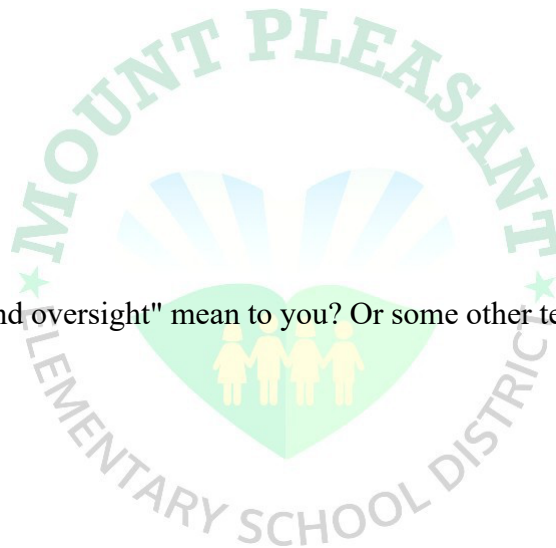 MOUNT PLEASANT
nd oversight" mean to you? Or some other te
ELEMENTARY SCHOOL DISTRICT